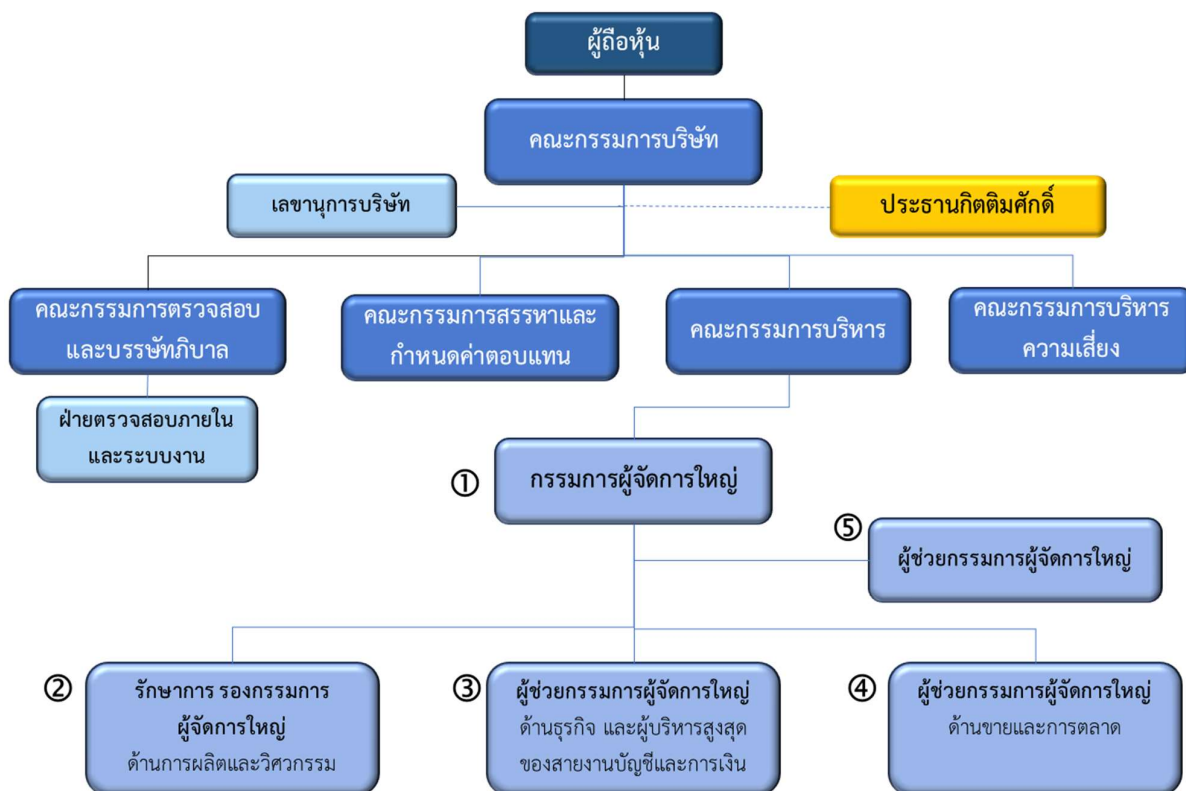 ผู้ถือหุ้น
คณะกรรมการบริษัท
เลขานุการบริษัท
ประธานกิตติมศักดิ์
คณะกรรมการตรวจสอบ
และบรรษัทภิบาล
คณะกรรมการสรรหาและ
กำหนดค่าตอบแทน
คณะกรรมการบริหาร
คณะกรรมการบริหาร
ความเสี่ยง
ฝ่ายตรวจสอบภายใน
และระบบงาน
①
กรรมการผู้จัดการใหญ่
⑤
ผู้ช่วยกรรมการผู้จัดการใหญ่
②
รักษาการ รองกรรมการ
ผู้จัดการใหญ่
ด้านการผลิตและวิศวกรรม
③
ผู้ช่วยกรรมการผู้จัดการใหญ่
ด้านธุรกิจ และผู้บริหารสูงสุด
ของสายงานบัญชีและการเงิน
④
ผู้ช่วยกรรมการผู้จัดการใหญ่
ด้านขายและการตลาด